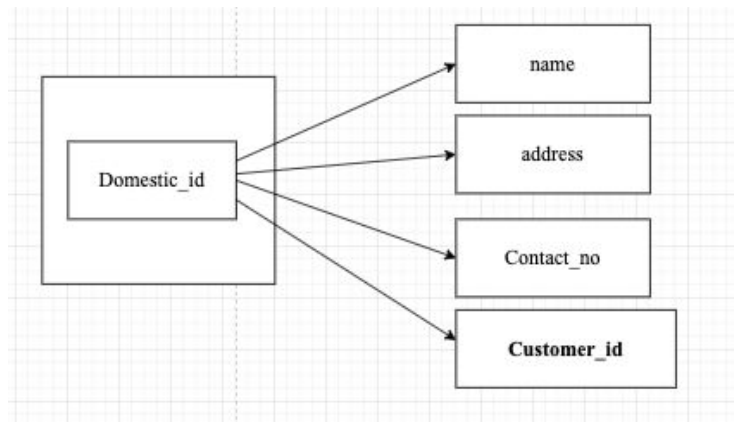 name
address
Domestic_id
Contact_no
Customer_id